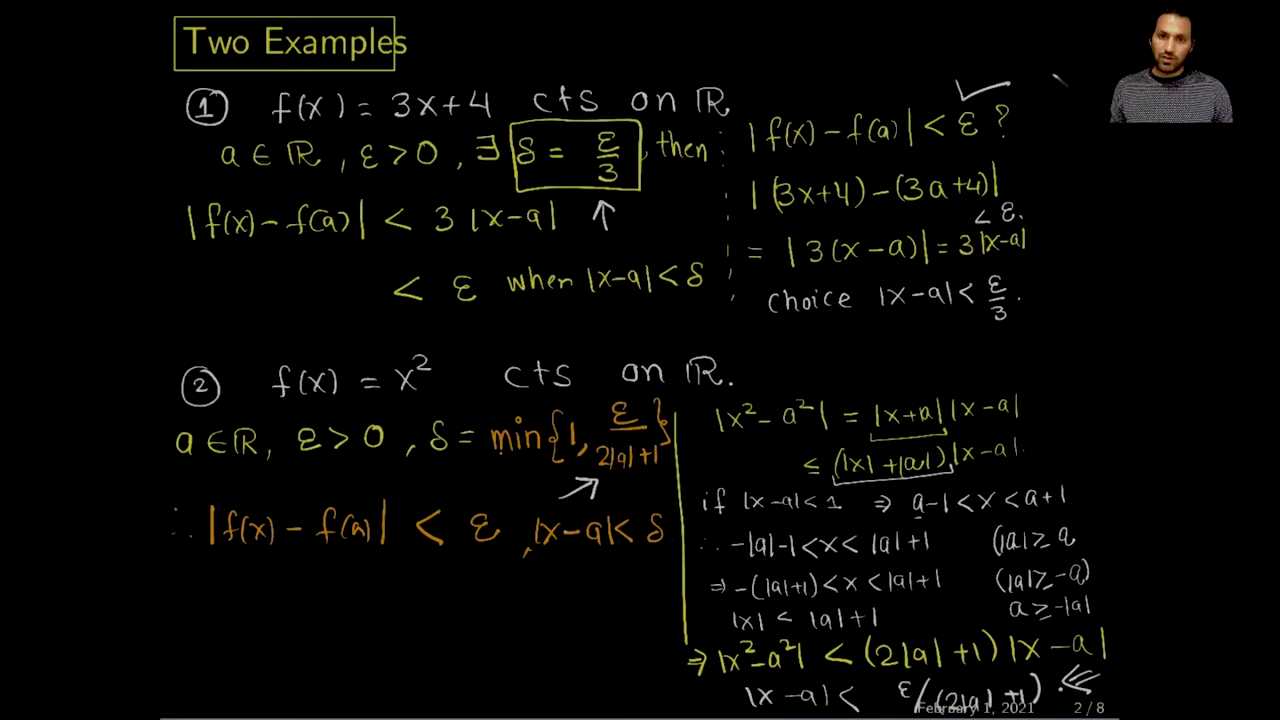 Two Examples
① f(x) = 3x+4 cts on ℝ
a ∈ ℝ, ε > 0, ∃ δ = ε/3, then
|f(x) - f(a)| < 3 |x-a|
< ε when |x-a| < δ
|f(x) - f(a)| < ε ?
|(3x+4) - (3a+4)|
< ε.
= |3(x-a)| = 3|x-a|
choice |x-a| < ε/3.
② f(x) = x² cts on ℝ.
a ∈ ℝ, ε > 0, δ = min{1, ε/2|a|+1}
∴ |f(x) - f(a)| < ε, |x-a| < δ
|x² - a²| = |x+a| |x-a|
≤ (|x| + |a|) |x-a|.
if |x-a| < 1 ⇒ a-1 < x < a+1
∴ -|a|-1 < x < |a|+1 (|a| ≥ a
⇒ -(|a|+1) < x < |a|+1 (|a| ≥ -a)
|x| < |a|+1 a ≥ -|a|
⇒ |x² - a²| < (2|a|+1) |x-a|
|x-a| < ε/(2|a|+1).
February 1, 2021 2 / 8